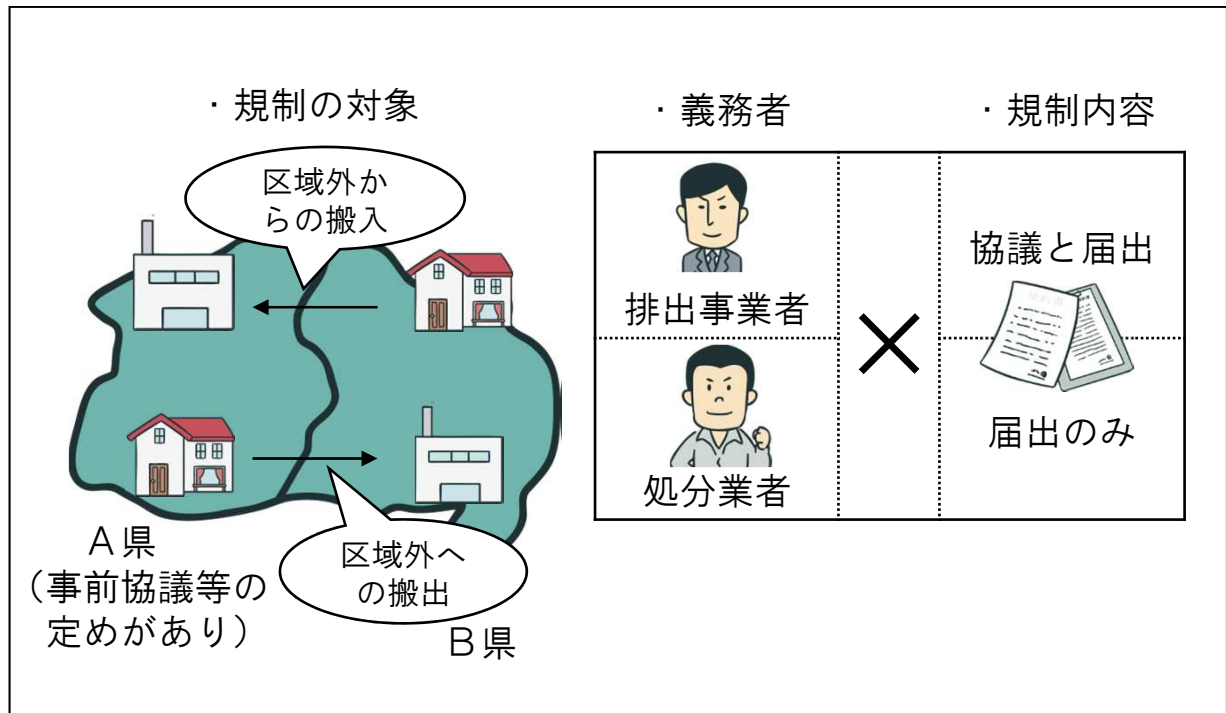 ・規制の対象
・義務者
・規制内容
区域外か
らの搬入
区域外へ
の搬出
A県
(事前協議等の
定めがあり)
B県
排出事業者
処分業者
×
協議と届出
契約書
届出のみ